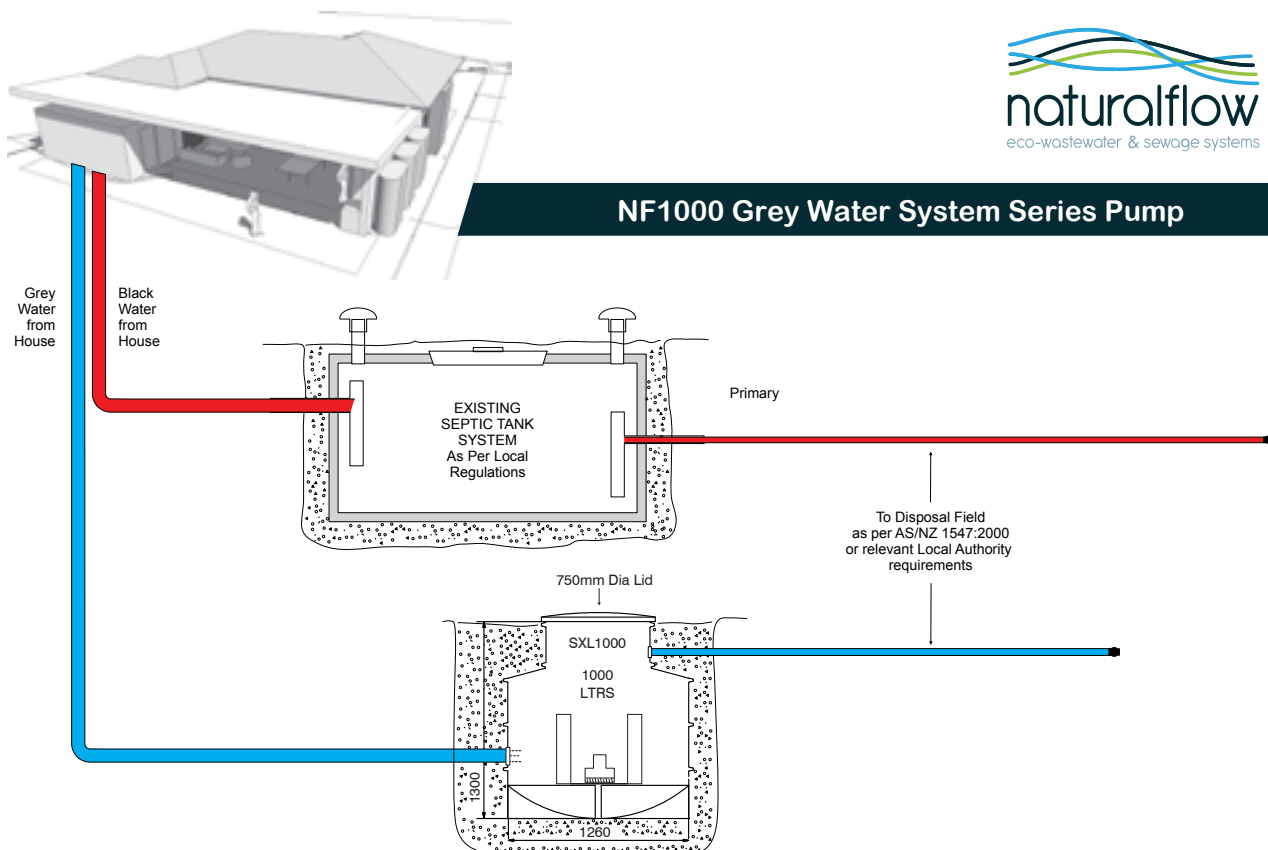 naturalflow
eco-wastewater & sewage systems
NF1000 Grey Water System Series Pump
Grey
Water
from
House
Black
Water
from
House
EXISTING
SEPTIC TANK
SYSTEM
As Per Local
Regulations
Primary
To Disposal Field
as per AS/NZ 1547:2000
or relevant Local Authority
requirements
750mm Dia Lid
SXL1000
1000
LTRS
1300
1260